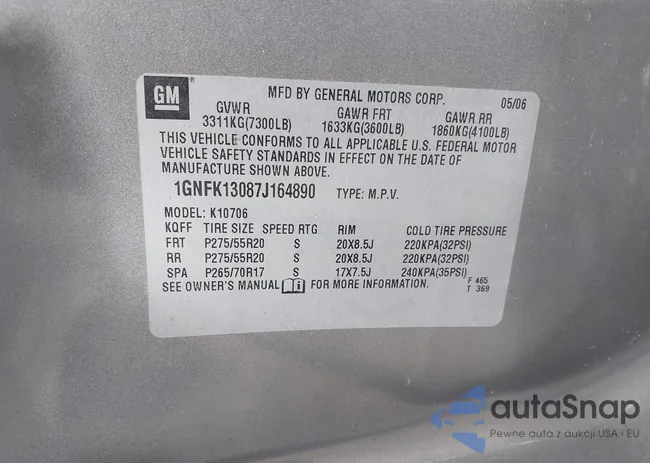 GM
MFD BY GENERAL MOTORS CORP. 05/06
GVWR GAWR FRT GAWR RR
3311KG(7300LB) 1633KG(3600LB) 1860KG(4100LB)
THIS VEHICLE CONFORMS TO ALL APPLICABLE U.S. FEDERAL MOTOR
VEHICLE SAFETY STANDARDS IN EFFECT ON THE DATE OF
MANUFACTURE SHOWN ABOVE.
1GNFK13087J164890 TYPE: M.P.V.
MODEL: K10706
KQFF TIRE SIZE SPEED RTG RIM COLD TIRE PRESSURE
FRT P275/55R20 S 20X8.5J 220KPA(32PSI)
RR P275/55R20 S 20X8.5J 220KPA(32PSI)
SPA P265/70R17 S 17X7.5J 240KPA(35PSI)
SEE OWNER'S MANUAL FOR MORE INFORMATION.
F 465
T 369
autoSnap
Pewne auta z aukcji USA i EU